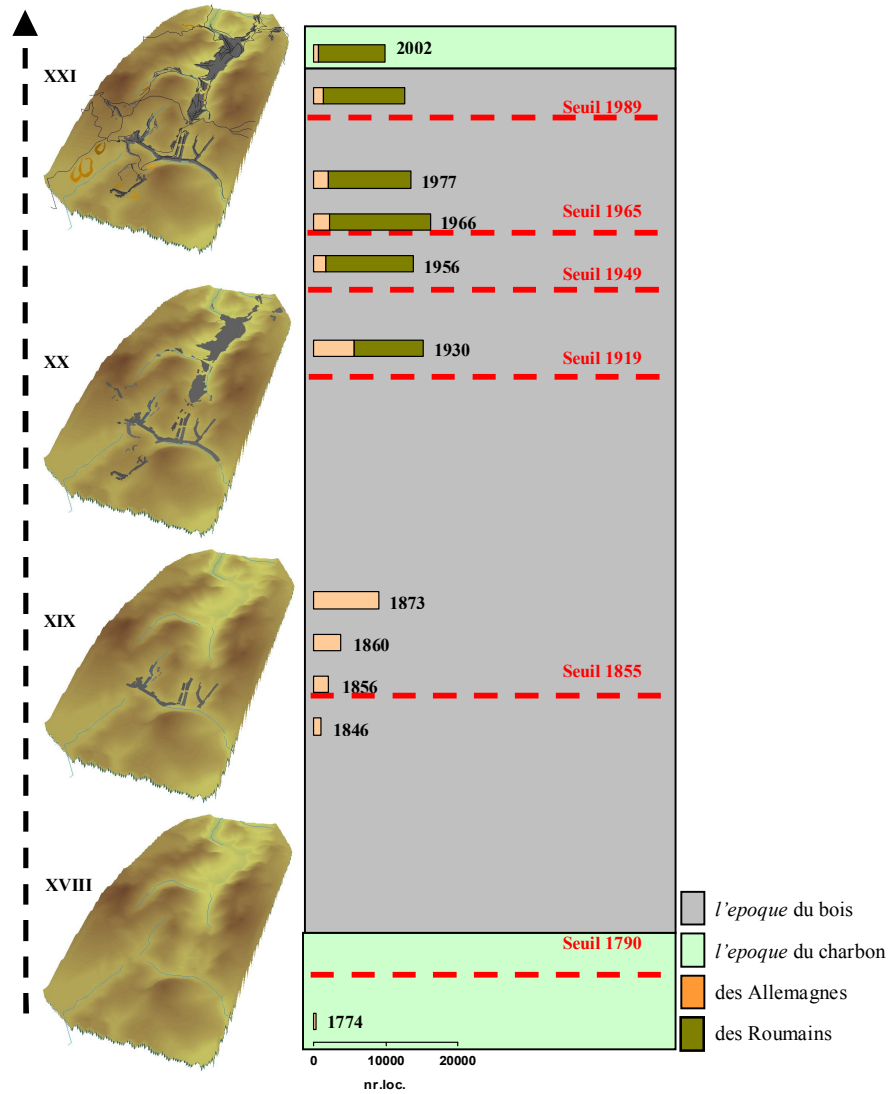 XXI
2002
Seuil 1989
1977
Seuil 1965
1966
Seuil 1949
1956
XX
1930
Seuil 1919
XIX
1873
1860
Seuil 1855
1856
1846
XVIII
Seuil 1790
1774
0 10000 20000
nr.loc.
l’epoque du bois
l’epoque du charbon
des Allemagnes
des Roumains